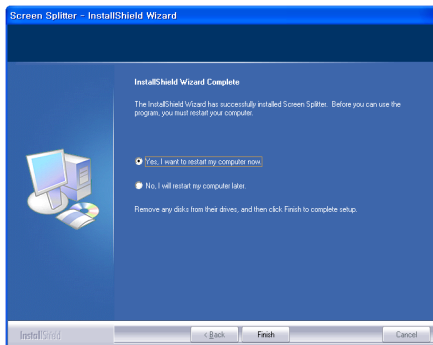 Screen Splitter - InstallShield Wizard
InstallShield Wizard Complete
The InstallShield Wizard has successfully installed Screen Splitter. Before you can use the
program, you must restart your computer.
Yes, I want to restart my computer now.
No, I will restart my computer later.
Remove any disks from their drives, and then click Finish to complete setup.
InstallShield
< Back
Finish
Cancel